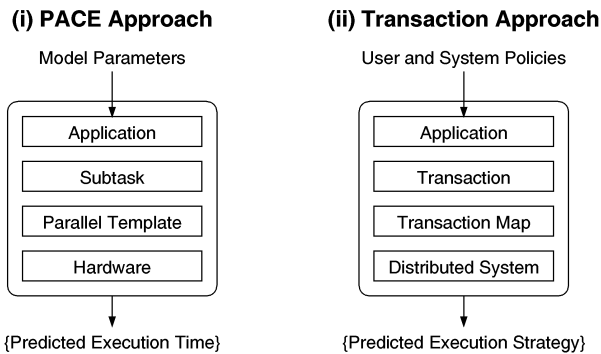 (i) PACE Approach
Model Parameters
Application
Subtask
Parallel Template
Hardware
{Predicted Execution Time}
(ii) Transaction Approach
User and System Policies
Application
Transaction
Transaction Map
Distributed System
{Predicted Execution Strategy}